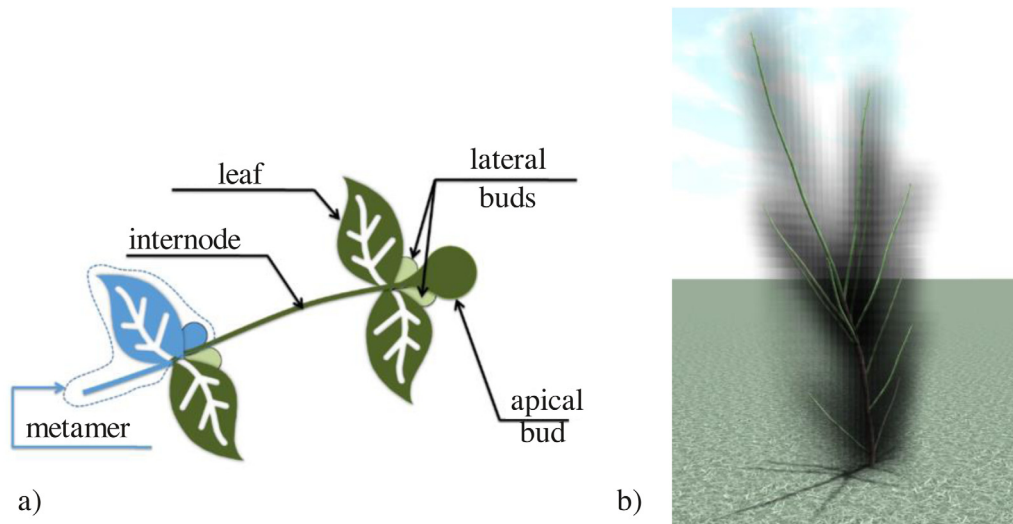 leaf
lateral
buds
internode
metamer
apical
bud
a)
b)